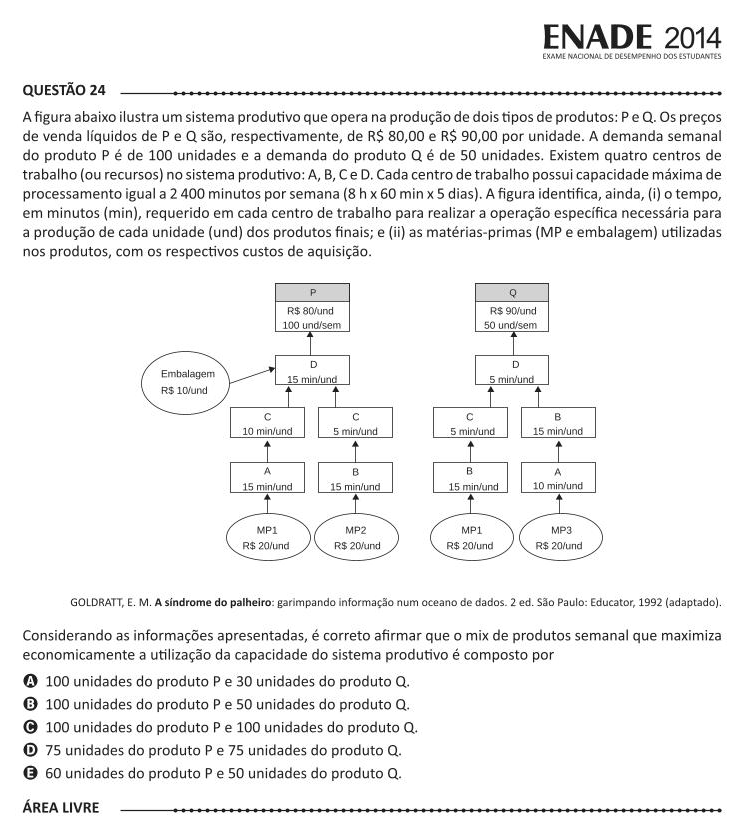 ENADE 2014
EXAME NACIONAL DE DESEMPENHO DOS ESTUDANTES
QUESTÃO 24
A figura abaixo ilustra um sistema produtivo que opera na produção de dois tipos de produtos: P e Q. Os preços
de venda líquidos de P e Q são, respectivamente, de R$ 80,00 e R$ 90,00 por unidade. A demanda semanal
do produto P é de 100 unidades e a demanda do produto Q é de 50 unidades. Existem quatro centros de
trabalho (ou recursos) no sistema produtivo: A, B, C e D. Cada centro de trabalho possui capacidade máxima de
processamento igual a 2 400 minutos por semana (8 h x 60 min x 5 dias). A figura identifica, ainda, (i) o tempo,
em minutos (min), requerido em cada centro de trabalho para realizar a operação específica necessária para
a produção de cada unidade (und) dos produtos finais; e (ii) as matérias-primas (MP e embalagem) utilizadas
nos produtos, com os respectivos custos de aquisição.
P
R$ 80/und
100 und/sem
Q
R$ 90/und
50 und/sem
Embalagem
R$ 10/und
D
15 min/und
D
5 min/und
C
10 min/und
C
5 min/und
C
5 min/und
B
15 min/und
A
15 min/und
B
15 min/und
B
15 min/und
A
10 min/und
MP1
R$ 20/und
MP2
R$ 20/und
MP1
R$ 20/und
MP3
R$ 20/und
GOLDRATT, E. M. A síndrome do palheiro: garimpando informação num oceano de dados. 2 ed. São Paulo: Educator, 1992 (adaptado).
Considerando as informações apresentadas, é correto afirmar que o mix de produtos semanal que maximiza
economicamente a utilização da capacidade do sistema produtivo é composto por
A 100 unidades do produto P e 30 unidades do produto Q.
B 100 unidades do produto P e 50 unidades do produto Q.
C 100 unidades do produto P e 100 unidades do produto Q.
D 75 unidades do produto P e 75 unidades do produto Q.
E 60 unidades do produto P e 50 unidades do produto Q.
ÁREA LIVRE